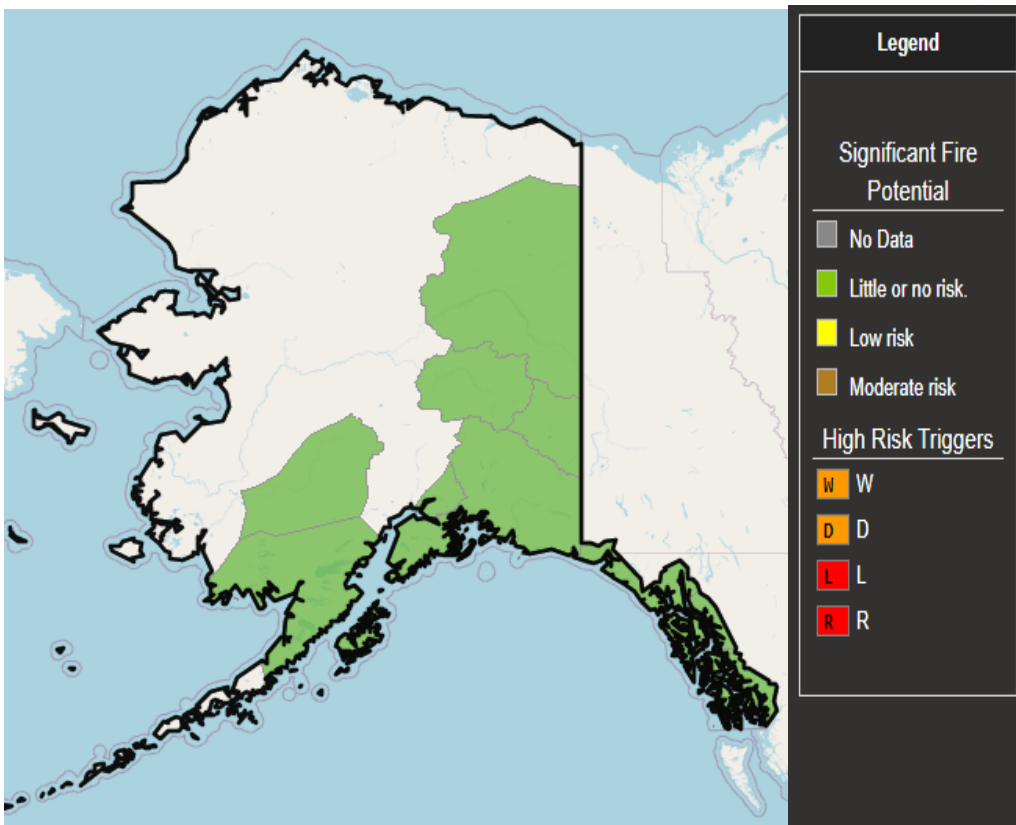 Legend
Significant Fire
Potential
No Data
Little or no risk.
Low risk
Moderate risk
High Risk Triggers
W W
D D
L L
R R